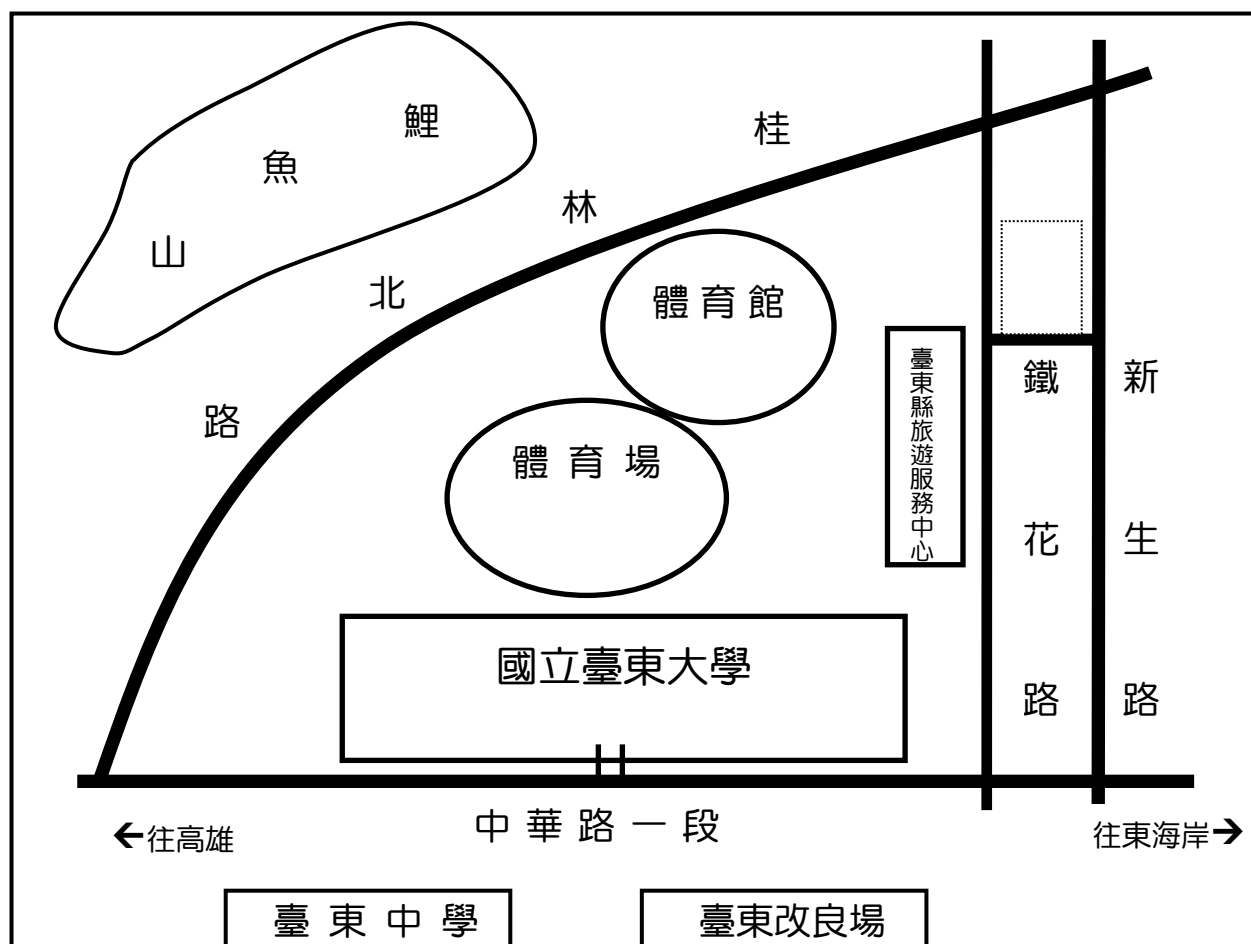 鯉魚山
桂林北路
體育館
體育場
臺東縣旅遊服務中心
鐵花路
新生路
國立臺東大學
中華路一段
←往高雄
往東海岸→
臺東中學
臺東改良場